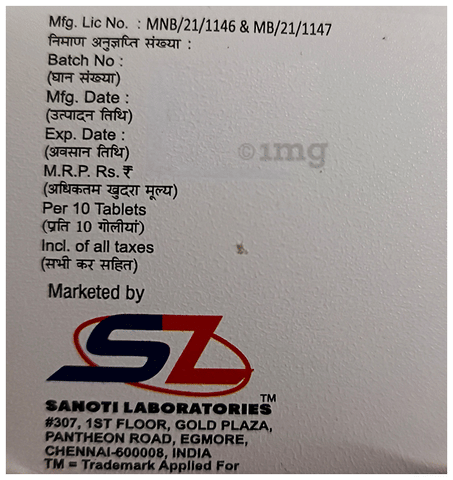 Mfg. Lic No. : MNB/21/1146 & MB/21/1147
निमाण अनुज्ञप्ति संख्या :
Batch No :
(घान संख्या)
Mfg. Date :
(उत्पादन तिथि)
Exp. Date :
(अवसान तिथि)
M.R.P. Rs. ₹
(अधिकतम खुदरा मूल्य)
Per 10 Tablets
(प्रति 10 गोलीयां)
Incl. of all taxes
(सभी कर सहित)
©1mg
Marketed by
SZ
SANOTI LABORATORIES TM
#307, 1ST FLOOR, GOLD PLAZA,
PANTHEON ROAD, EGMORE,
CHENNAI-600008, INDIA
TM = Trademark Applied For